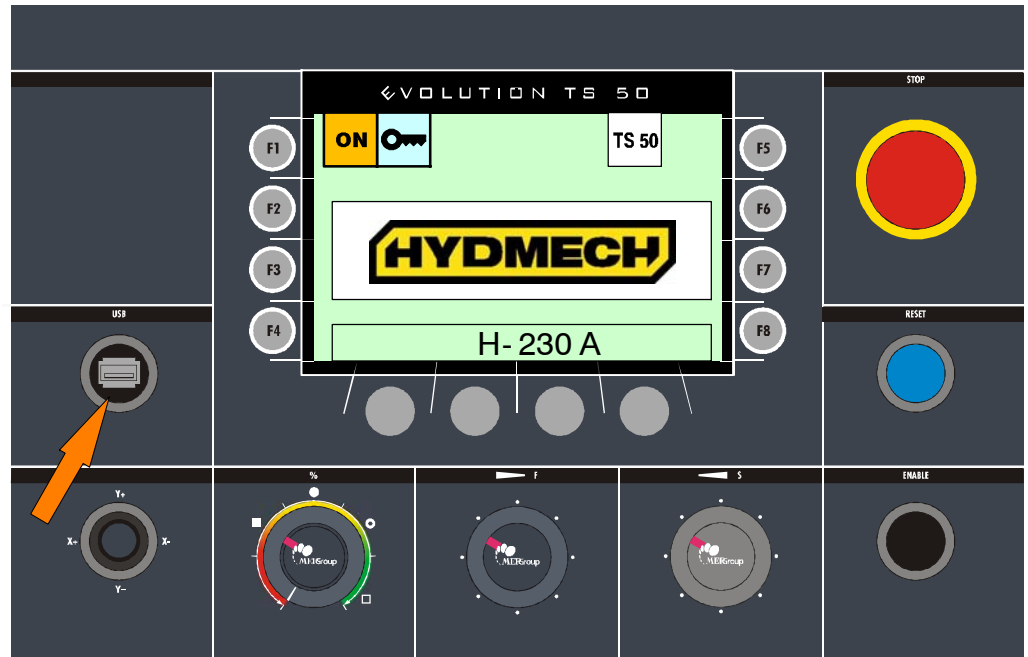 STOP
EVOLUTION TS 50
ON
TS 50
F1
F5
F2
F6
HYDMECH
F3
F7
USB
RESET
F4
F8
H- 230 A
% 
F
S
ENABLE
Y+
X+
X-
Y-
MEPGroup
MEPGroup
MEPGroup